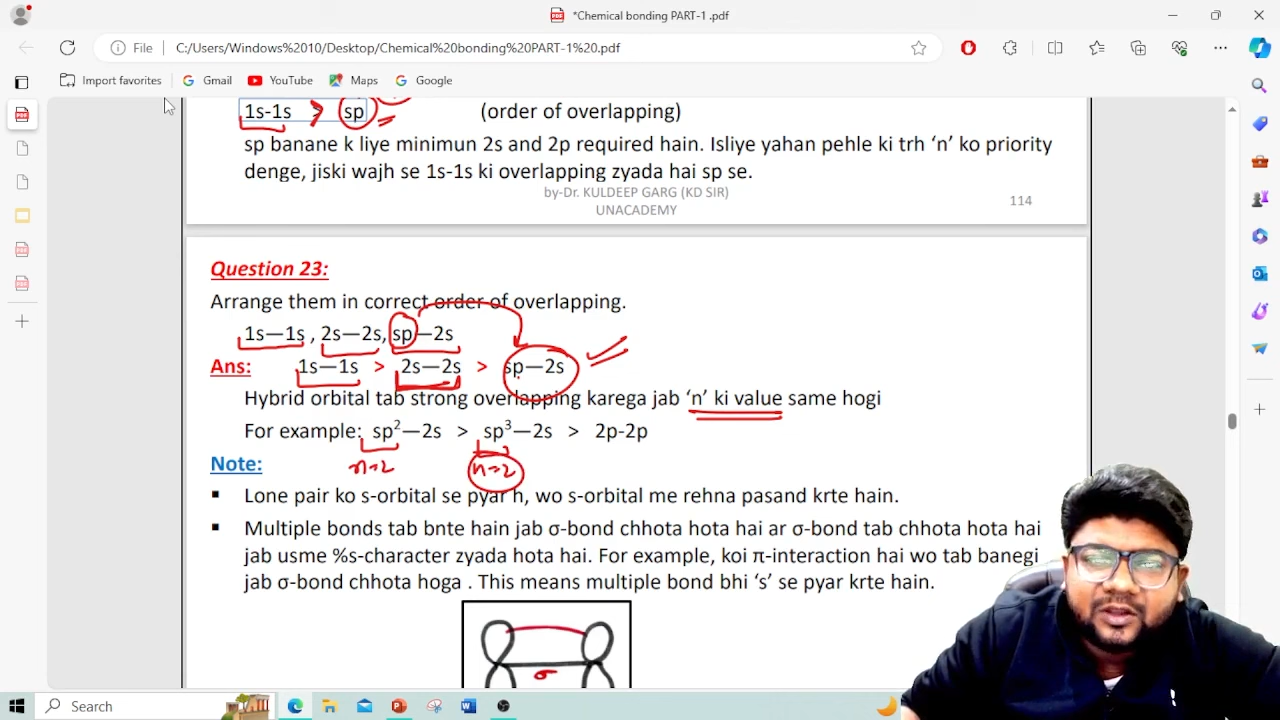 *Chemical bonding PART-1 .pdf
File C:/Users/Windows%2010/Desktop/Chemical%20bonding%20PART-1%20.pdf
Import favorites Gmail YouTube Maps Google
1s-1s > sp (order of overlapping)
sp banane k liye minimun 2s and 2p required hain. Isliye yahan pehle ki trh ‘n’ ko priority
denge, jiski wajh se 1s-1s ki overlapping zyada hai sp se.
by-Dr. KULDEEP GARG (KD SIR)
UNACADEMY
114
Question 23:
Arrange them in correct order of overlapping.
1s—1s , 2s—2s, sp—2s
Ans: 1s—1s > 2s—2s > sp—2s
Hybrid orbital tab strong overlapping karega jab ‘n’ ki value same hogi
For example: sp²—2s > sp³—2s > 2p-2p
n=2 n=2
Note:
▪ Lone pair ko s-orbital se pyar h, wo s-orbital me rehna pasand krte hain.
▪ Multiple bonds tab bnte hain jab σ-bond chhota hota hai ar σ-bond tab chhota hota hai
jab usme %s-character zyada hota hai. For example, koi π-interaction hai wo tab banegi
jab σ-bond chhota hoga . This means multiple bond bhi ‘s’ se pyar krte hain.
σ
Search